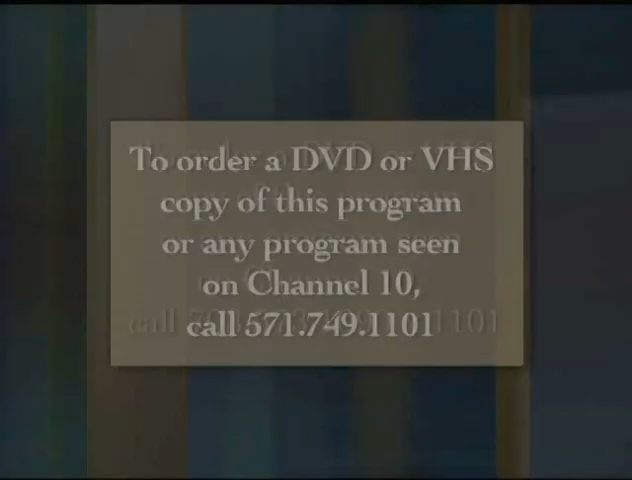 To order a DVD or VHS
copy of this program
or any program seen
on Channel 10,
call 571.749.1101